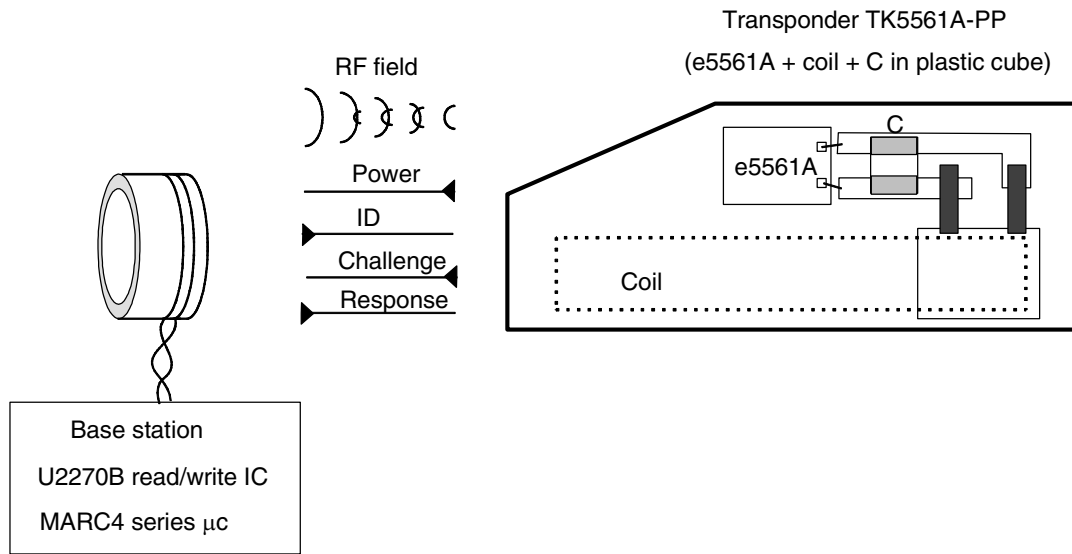 Transponder TK5561A-PP
(e5561A + coil + C in plastic cube)
RF field
Power
ID
Challenge
Response
C
e5561A
Coil
Base station
U2270B read/write IC
MARC4 series μc